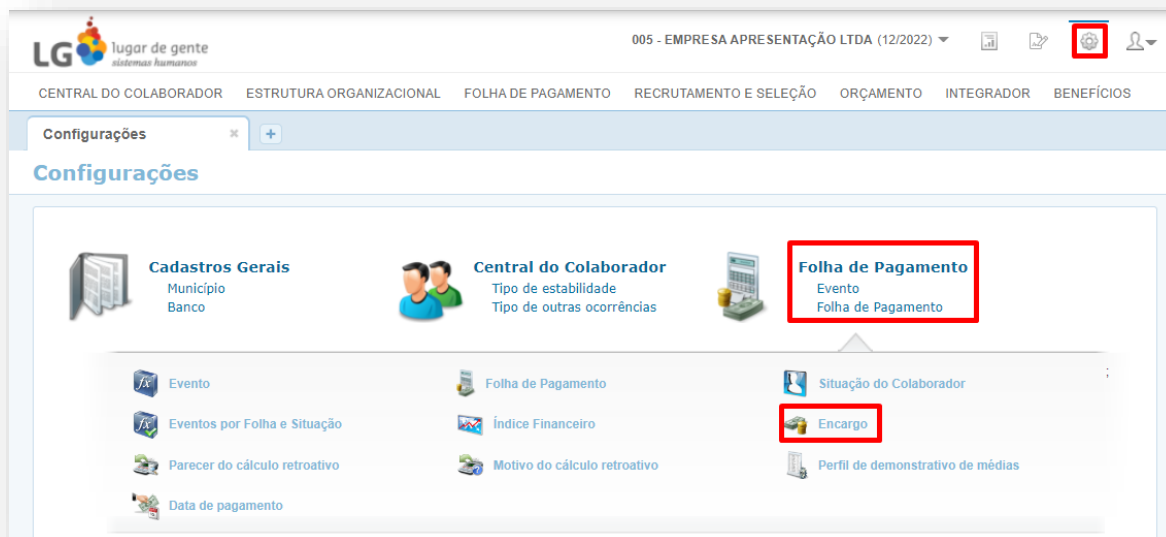 LG lugar de gente
sistemas humanos
005 - EMPRESA APRESENTAÇÃO LTDA (12/2022)
CENTRAL DO COLABORADOR ESTRUTURA ORGANIZACIONAL FOLHA DE PAGAMENTO RECRUTAMENTO E SELEÇÃO ORÇAMENTO INTEGRADOR BENEFÍCIOS
Configurações × +
Configurações
Cadastros Gerais
Município
Banco
Central do Colaborador
Tipo de estabilidade
Tipo de outras ocorrências
Folha de Pagamento
Evento
Folha de Pagamento
fx Evento Folha de Pagamento Situação do Colaborador ;
fx Eventos por Folha e Situação Índice Financeiro Encargo
Parecer do cálculo retroativo Motivo do cálculo retroativo Perfil de demonstrativo de médias
Data de pagamento